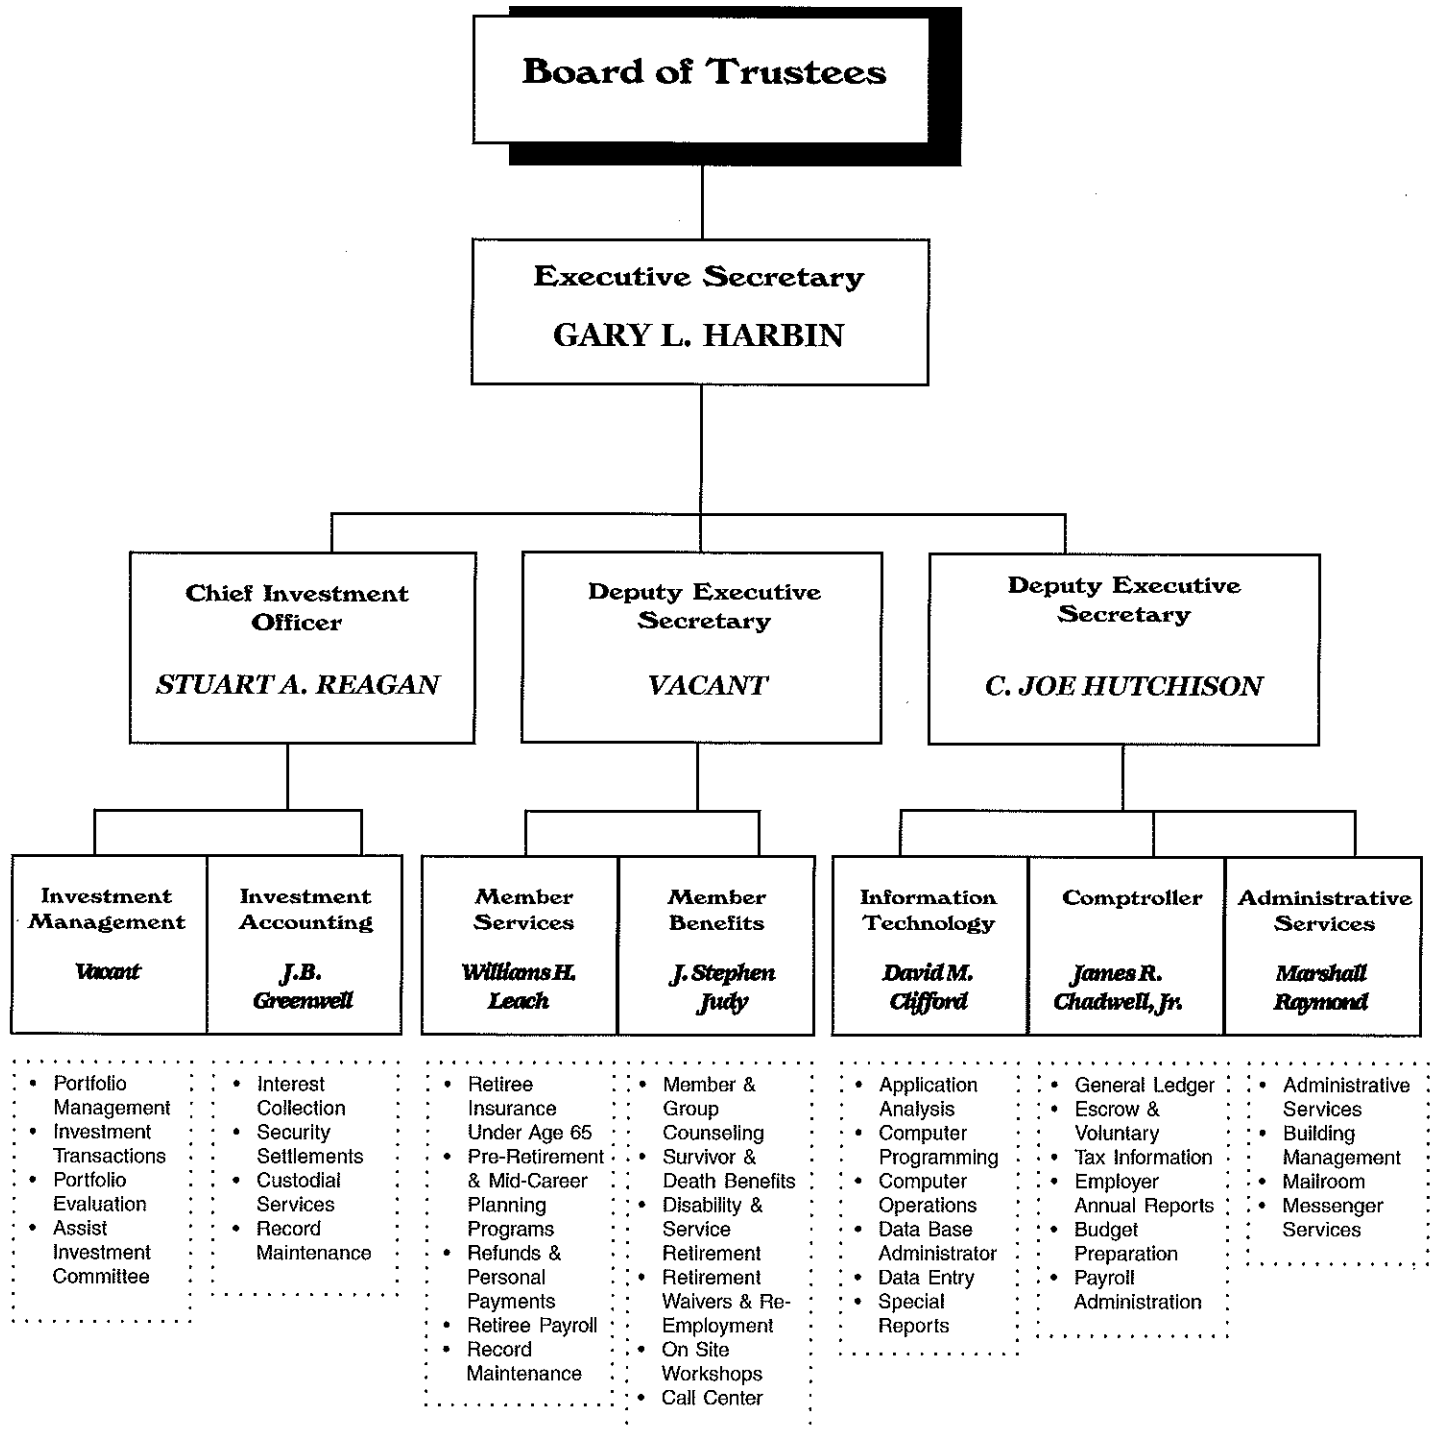 Board of Trustees
Executive Secretary
GARY L. HARBIN
Chief Investment
Officer
STUART A. REAGAN
Deputy Executive
Secretary
VACANT
Deputy Executive
Secretary
C. JOE HUTCHISON
Investment
Management
Vacant
Investment
Accounting
J.B.
Greenwell
Member
Services
Williams H.
Leach
Member
Benefits
J. Stephen
Judy
Information
Technology
David M.
Clifford
Comptroller
James R.
Chadwell, Jr.
Administrative
Services
Marshall
Raymond
• Portfolio
Management
• Investment
Transactions
• Portfolio
Evaluation
• Assist
Investment
Committee
• Interest
Collection
• Security
Settlements
• Custodial
Services
• Record
Maintenance
• Retiree
Insurance
Under Age 65
• Pre-Retirement
& Mid-Career
Planning
Programs
• Refunds &
Personal
Payments
• Retiree Payroll
• Record
Maintenance
• Member &
Group
Counseling
• Survivor &
Death Benefits
• Disability &
Service
Retirement
• Retirement
Waivers & Re-
Employment
• On Site
Workshops
• Call Center
• Application
Analysis
• Computer
Programming
• Computer
Operations
• Data Base
Administrator
• Data Entry
• Special
Reports
• General Ledger
• Escrow &
Voluntary
• Tax Information
• Employer
Annual Reports
• Budget
Preparation
• Payroll
Administration
• Administrative
Services
• Building
Management
• Mailroom
• Messenger
Services